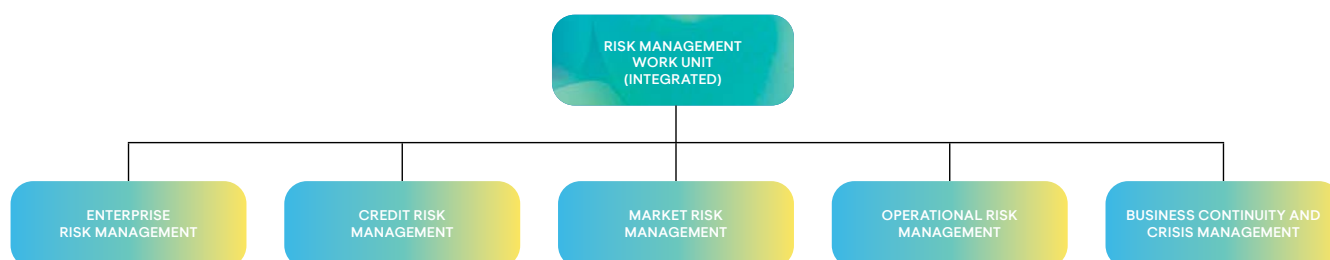 RISK MANAGEMENT
WORK UNIT
(INTEGRATED)
ENTERPRISE
RISK MANAGEMENT
CREDIT RISK
MANAGEMENT
MARKET RISK
MANAGEMENT
OPERATIONAL RISK
MANAGEMENT
BUSINESS CONTINUITY AND
CRISIS MANAGEMENT